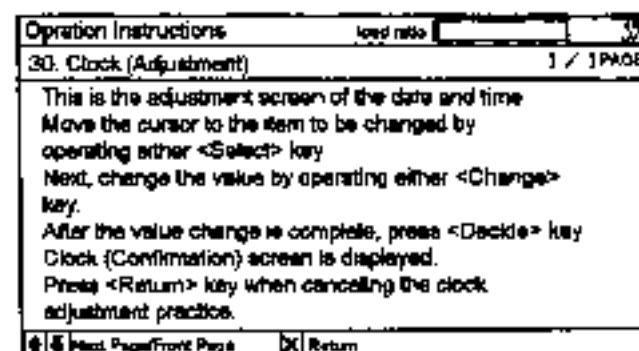 Opration Instructions load ratio
30. Clock (Adjustment) 1 / 1PAGE
This is the adjustment screen of the date and time
Move the cursor to the item to be changed by
operating either <Select> key
Next, change the value by operating either <Change>
key.
After the value change is complete, press <Decide> key
Clock (Confirmation) screen is displayed.
Press <Return> key when canceling the clock
adjustment practice.
Next Page/Front Page Return